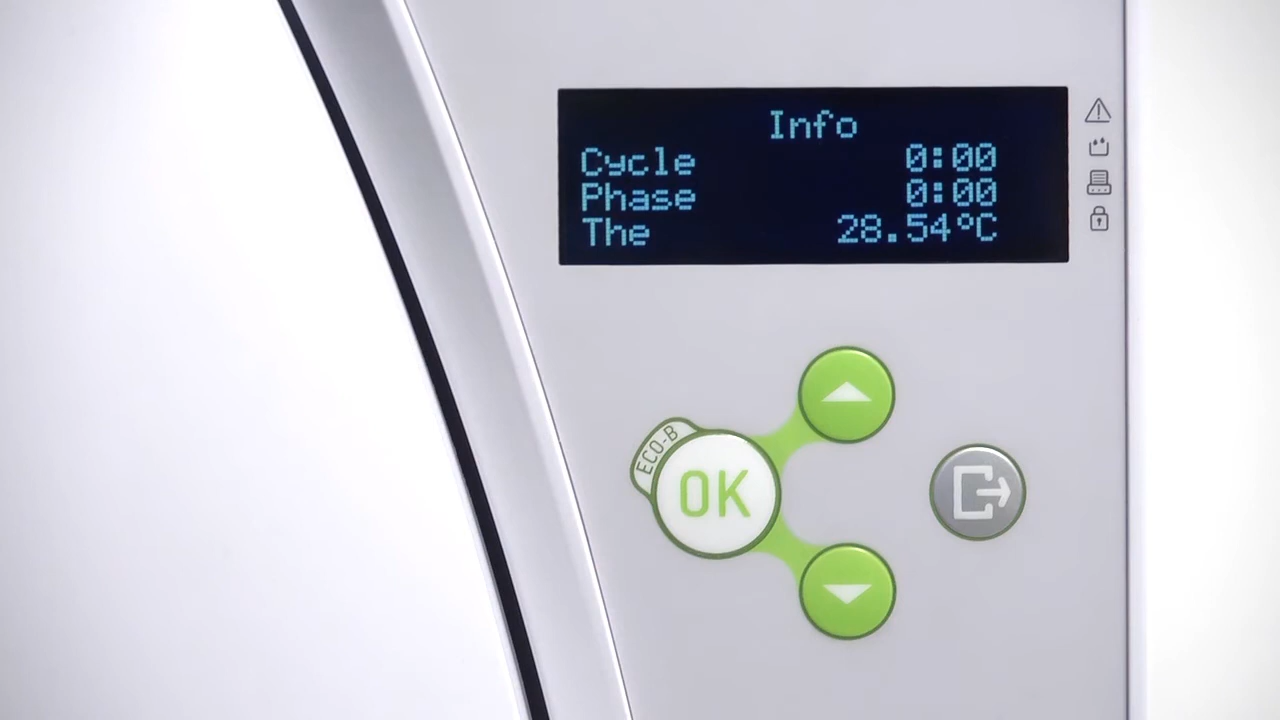 Info
Cycle 0:00
Phase 0:00
The 28.54°C
ECO-B
OK